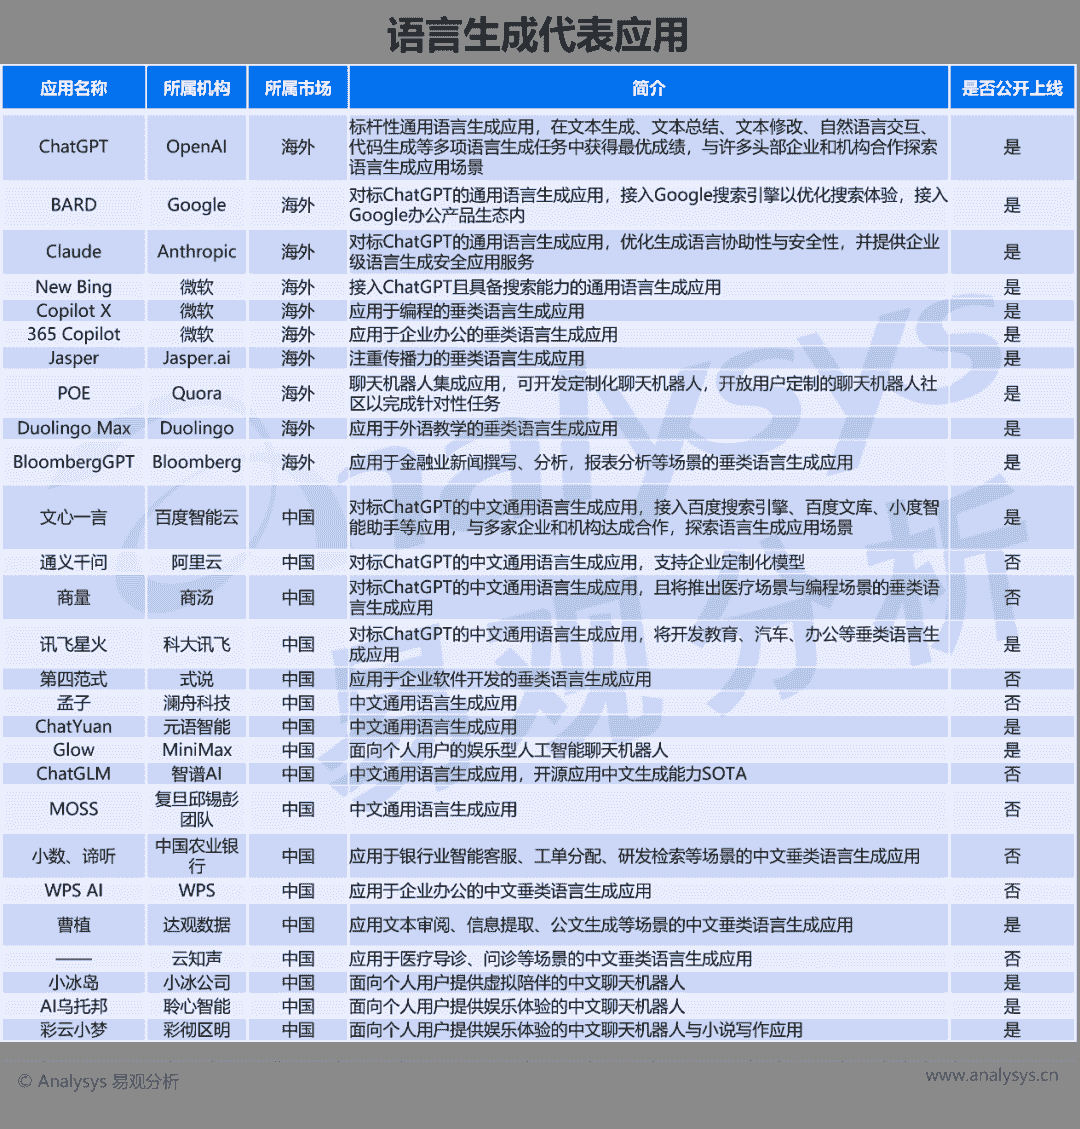 语言生成代表应用
应用名称 所属机构 所属市场 简介 是否公开上线
ChatGPT OpenAI 海外 标杆性通用语言生成应用，在文本生成、文本总结、文本修改、自然语言交互、
代码生成等多项语言生成任务中获得最优成绩，与许多头部企业和机构合作探索
语言生成应用场景 是
BARD Google 海外 对标ChatGPT的通用语言生成应用，接入Google搜索引擎以优化搜索体验，接入
Google办公产品生态内 是
Claude Anthropic 海外 对标ChatGPT的通用语言生成应用，优化生成语言协助性与安全性，并提供企业
级语言生成安全应用服务 是
New Bing 微软 海外 接入ChatGPT且具备搜索能力的通用语言生成应用 是
Copilot X 微软 海外 应用于编程的垂类语言生成应用 是
365 Copilot 微软 海外 应用于企业办公的垂类语言生成应用 是
Jasper Jasper.ai 海外 注重传播力的垂类语言生成应用 是
POE Quora 海外 聊天机器人集成应用，可开发定制化聊天机器人，开放用户定制的聊天机器人社
区以完成针对性任务 是
Duolingo Max Duolingo 海外 应用于外语教学的垂类语言生成应用 是
BloombergGPT Bloomberg 海外 应用于金融业新闻撰写、分析，报表分析等场景的垂类语言生成应用 是
文心一言 百度智能云 中国 对标ChatGPT的中文通用语言生成应用，接入百度搜索引擎、百度文库、小度智
能助手等应用，与多家企业和机构达成合作，探索语言生成应用场景 是
通义千问 阿里云 中国 对标ChatGPT的中文通用语言生成应用，支持企业定制化模型 否
商量 商汤 中国 对标ChatGPT的中文通用语言生成应用，且将推出医疗场景与编程场景的垂类语
言生成应用 否
讯飞星火 科大讯飞 中国 对标ChatGPT的中文通用语言生成应用，将开发教育、汽车、办公等垂类语言生
成应用 是
第四范式 式说 中国 应用于企业软件开发的垂类语言生成应用 否
孟子 澜舟科技 中国 中文通用语言生成应用 否
ChatYuan 元语智能 中国 中文通用语言生成应用 是
Glow MiniMax 中国 面向个人用户的娱乐型人工智能聊天机器人 是
ChatGLM 智谱AI 中国 中文通用语言生成应用，开源应用中文生成能力SOTA 否
MOSS 复旦邱锡彭
团队 中国 中文通用语言生成应用 否
小数、谛听 中国农业银
行 中国 应用于银行业智能客服、工单分配、研发检索等场景的中文垂类语言生成应用 否
WPS AI WPS 中国 应用于企业办公的中文垂类语言生成应用 否
曹植 达观数据 中国 应用文本审阅、信息提取、公文生成等场景的中文垂类语言生成应用 是
—— 云知声 中国 应用于医疗导诊、问诊等场景的中文垂类语言生成应用 否
小冰岛 小冰公司 中国 面向个人用户提供虚拟陪伴的中文聊天机器人 是
AI乌托邦 聆心智能 中国 面向个人用户提供娱乐体验的中文聊天机器人 是
彩云小梦 彩彻区明 中国 面向个人用户提供娱乐体验的中文聊天机器人与小说写作应用 是
Analysys
易观分析
© Analysys 易观分析
www.analysys.cn